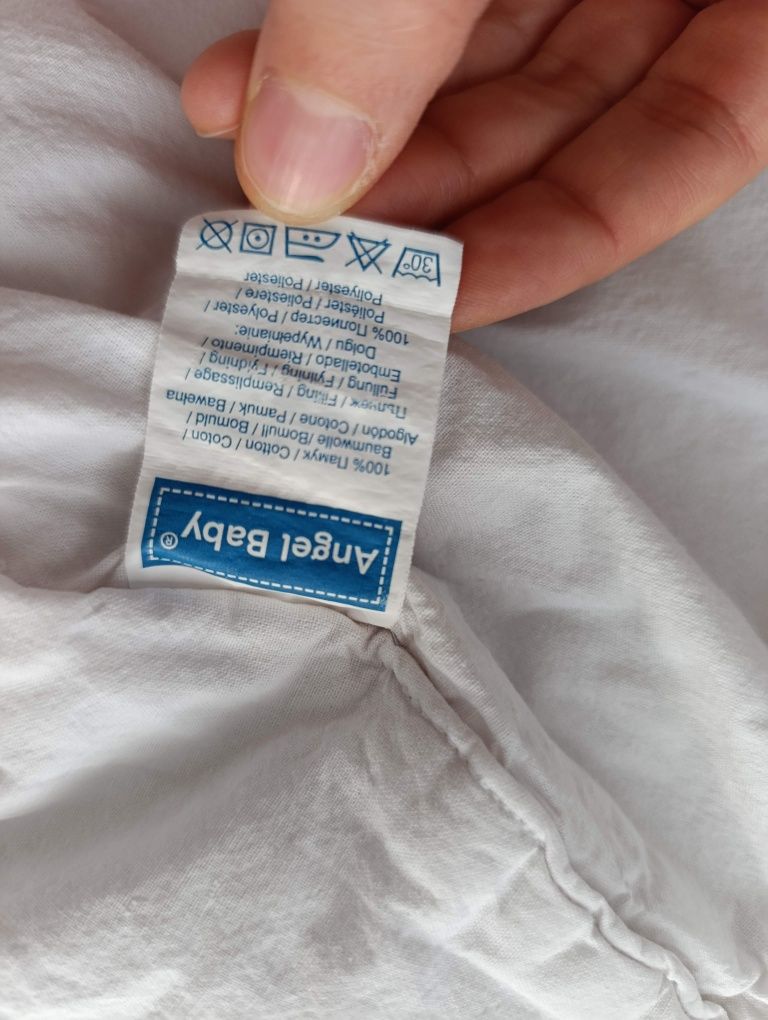 Angel Baby®
100% Памук / Cotton / Coton /
Baumwolle /Bomull / Bomuld /
Algodón / Cotone / Pamuk / Bawełna
Пълнеж / Filling / Remplissage /
Füllung / Fyllning / Fyldning /
Embotellado / Riempimento /
Dolgu / Wypełnianie:
100% Полиестер / Polyester /
Poliéster / Poliestere /
Polyester / Poliester
30°